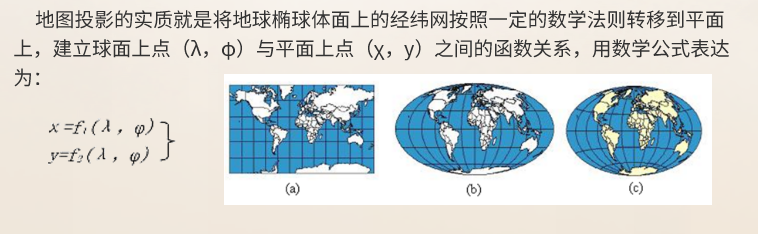 地图投影的实质就是将地球椭球体面上的经纬网按照一定的数学法则转移到平面
上，建立球面上点（λ，φ）与平面上点（χ，y）之间的函数关系，用数学公式表达
为：
x=f₁(λ，φ)
y=f₂(λ，φ)
(a) (b) (c)